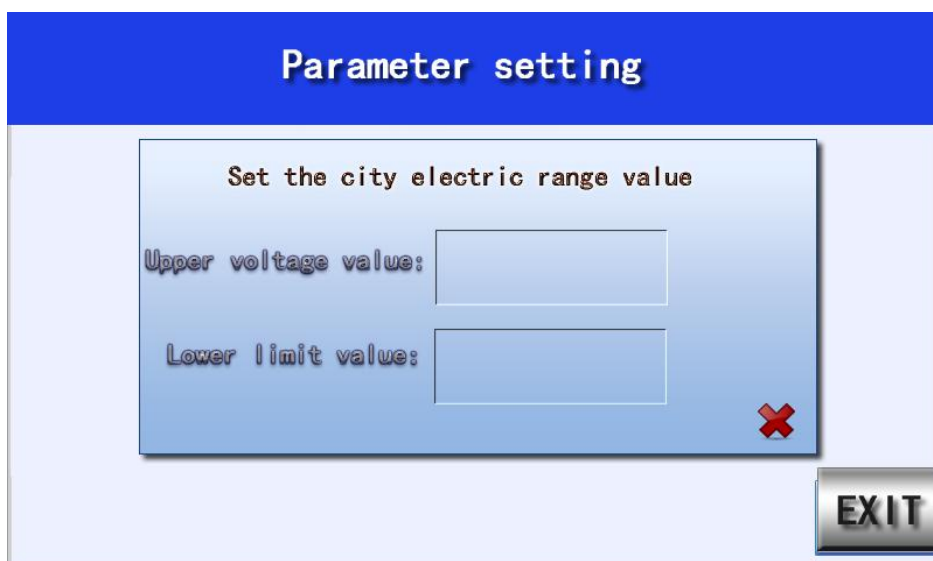 Parameter setting
Set the city electric range value
Upper voltage value:
Lower limit value:
EXIT